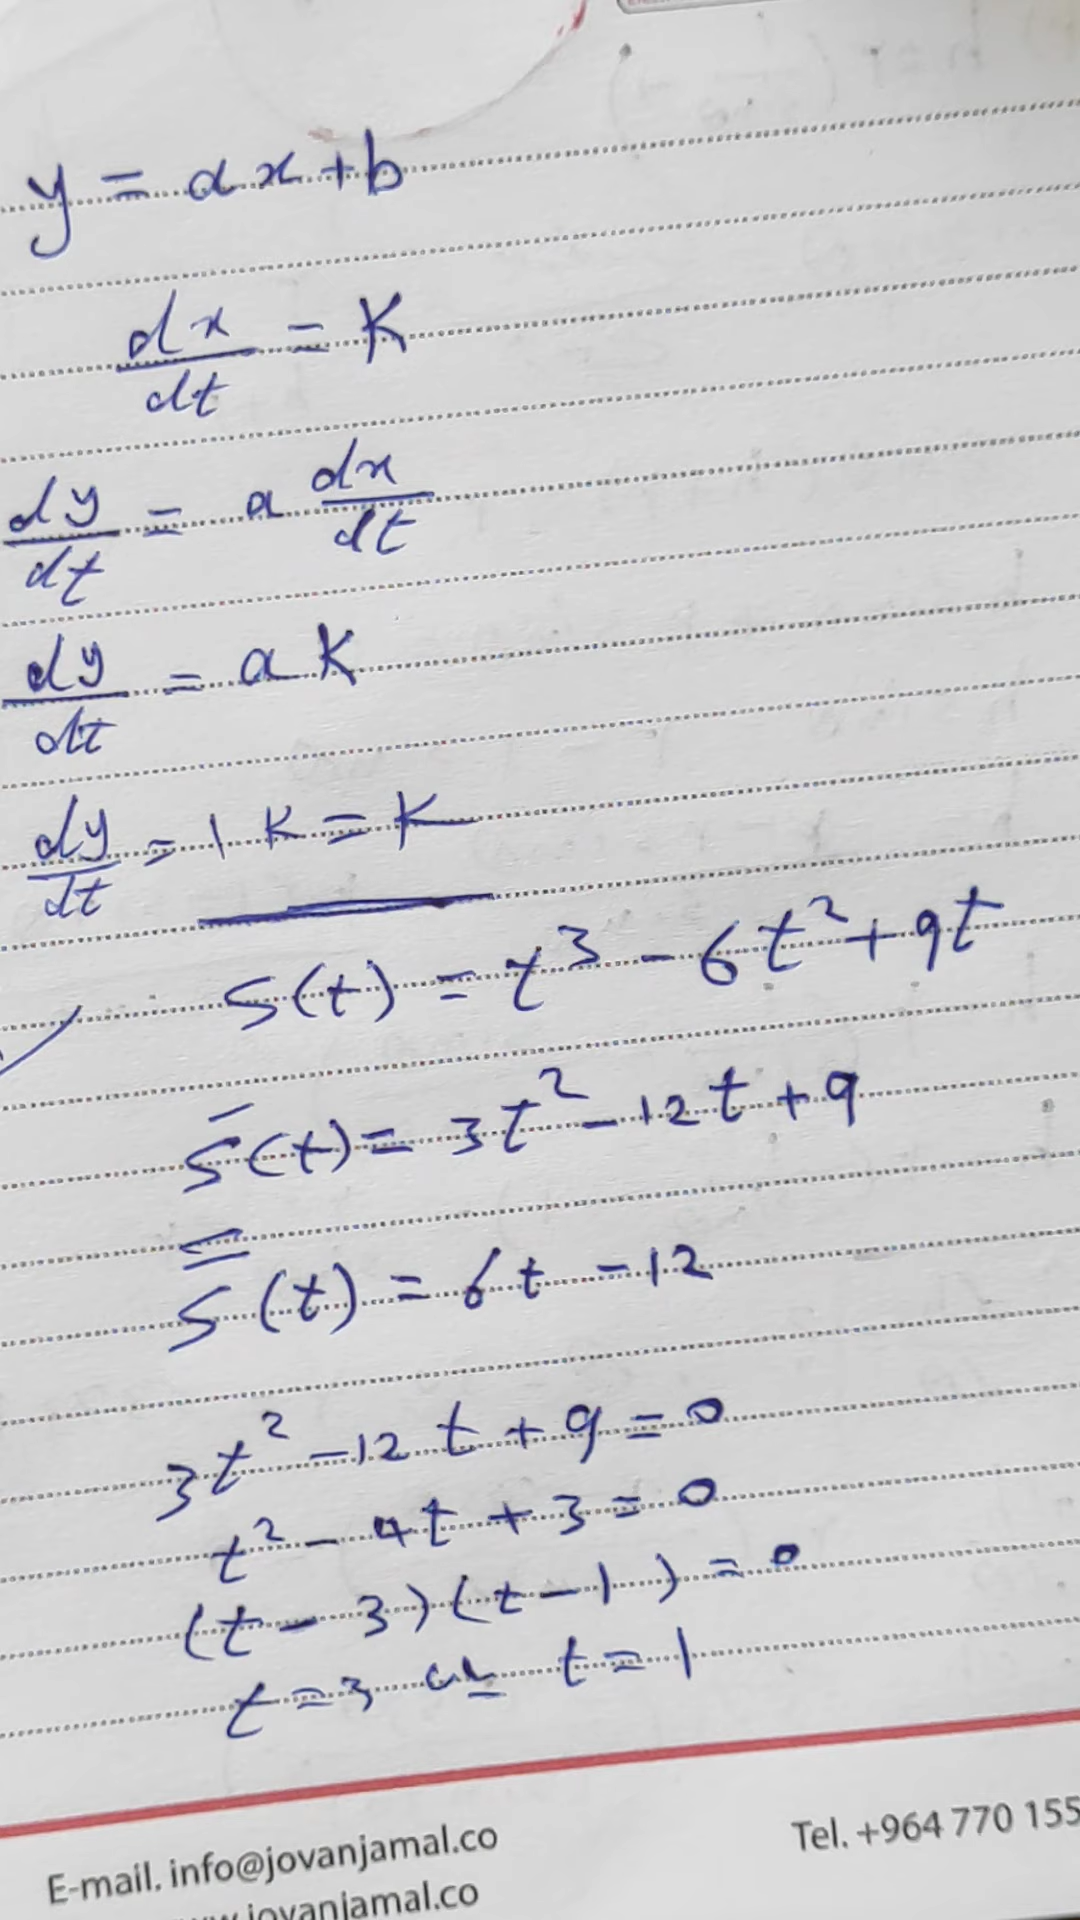 y = ax+b
dx/dt = K
dy/dt = a dx/dt
dy/dt = a K
dy/dt = 1 K = K
S(t) = t³ - 6t² + 9t
S̄(t) = 3t² - 12t + 9
S̿(t) = 6t - 12
3t² - 12t + 9 = 0
t² - 4t + 3 = 0
(t - 3)(t - 1) = 0
t = 3 t = 1
E-mail. info@jovanjamal.co
Tel. +964 770 155
jovanjamal.co